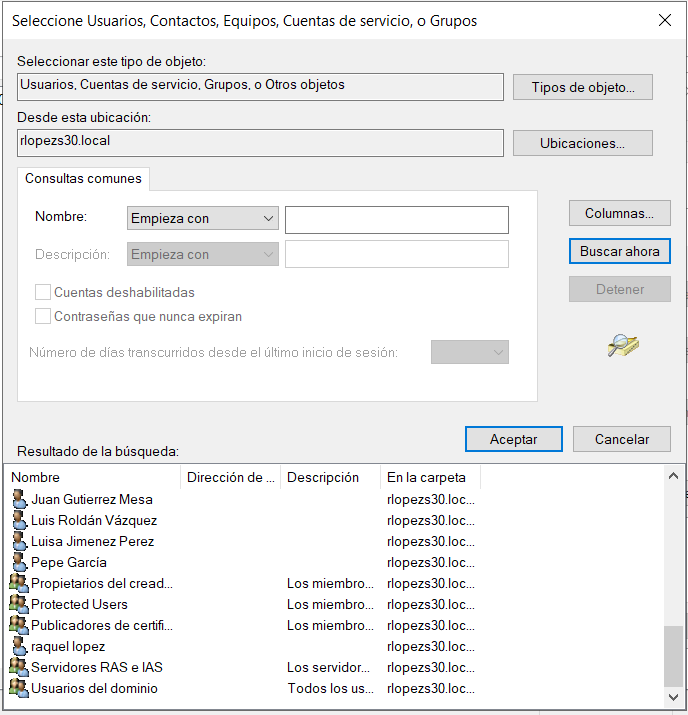 Seleccione Usuarios, Contactos, Equipos, Cuentas de servicio, o Grupos
Seleccionar este tipo de objeto:
Usuarios, Cuentas de servicio, Grupos, o Otros objetos
Tipos de objeto...
Desde esta ubicación:
rlopezs30.local
Ubicaciones...
Consultas comunes
Nombre:
Empieza con
Columnas...
Descripción:
Empieza con
Buscar ahora
Cuentas deshabilitadas
Detener
Contraseñas que nunca expiran
Número de días transcurridos desde el último inicio de sesión:
Aceptar
Cancelar
Resultado de la búsqueda:
Nombre Dirección de ... Descripción En la carpeta
Juan Gutierrez Mesa rlopezs30.loc...
Luis Roldán Vázquez rlopezs30.loc...
Luisa Jimenez Perez rlopezs30.loc...
Pepe García rlopezs30.loc...
Propietarios del cread... Los miembro... rlopezs30.loc...
Protected Users Los miembro... rlopezs30.loc...
Publicadores de certifi... Los miembro... rlopezs30.loc...
raquel lopez rlopezs30.loc...
Servidores RAS e IAS Los servidor... rlopezs30.loc...
Usuarios del dominio Todos los us... rlopezs30.loc...